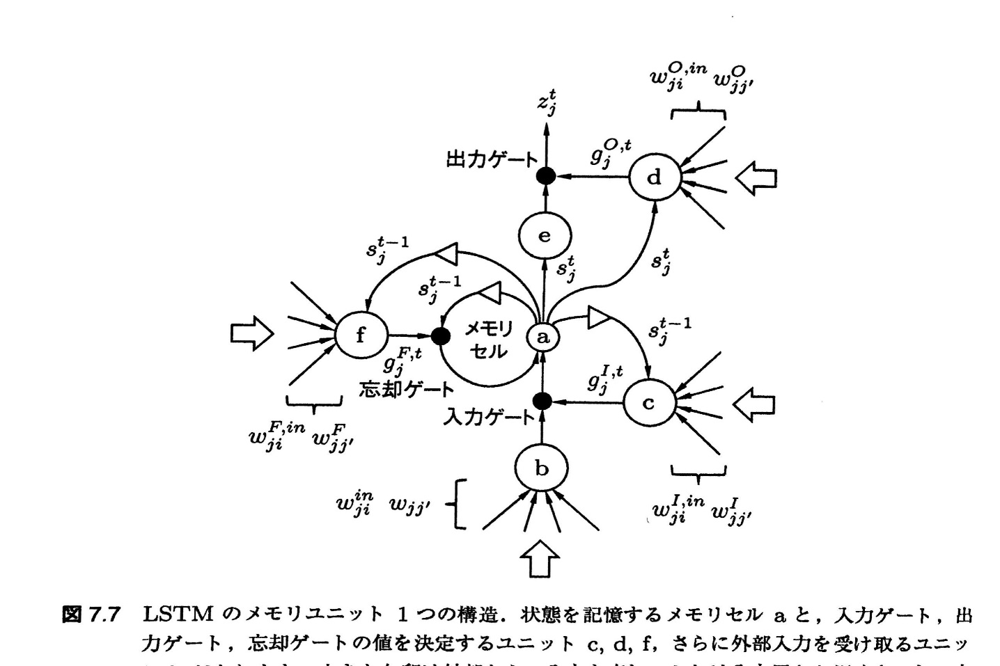 w_{ji}^{O,in} w_{jj'}^{O}
z_j^t
出力ゲート
g_j^{O,t}
d
e
s_j^{t-1}
s_j^t
s_j^t
s_j^{t-1}
メモリ
セル
a
s_j^{t-1}
f
g_j^{F,t}
忘却ゲート
g_j^{I,t}
c
入力ゲート
w_{ji}^{F,in} w_{jj'}^{F}
b
w_{ji}^{in} w_{jj'}
w_{ji}^{I,in} w_{jj'}^{I}
図7.7 LSTM のメモリユニット 1 つの構造．状態を記憶するメモリセル a と，入力ゲート，出
力ゲート，忘却ゲートの値を決定するユニット c, d, f，さらに外部入力を受け取るユニッ